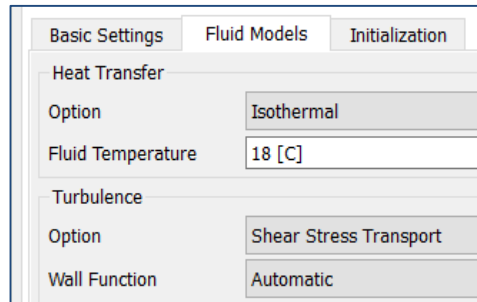 Basic Settings Fluid Models Initialization
Heat Transfer
Option Isothermal
Fluid Temperature 18 [C]
Turbulence
Option Shear Stress Transport
Wall Function Automatic